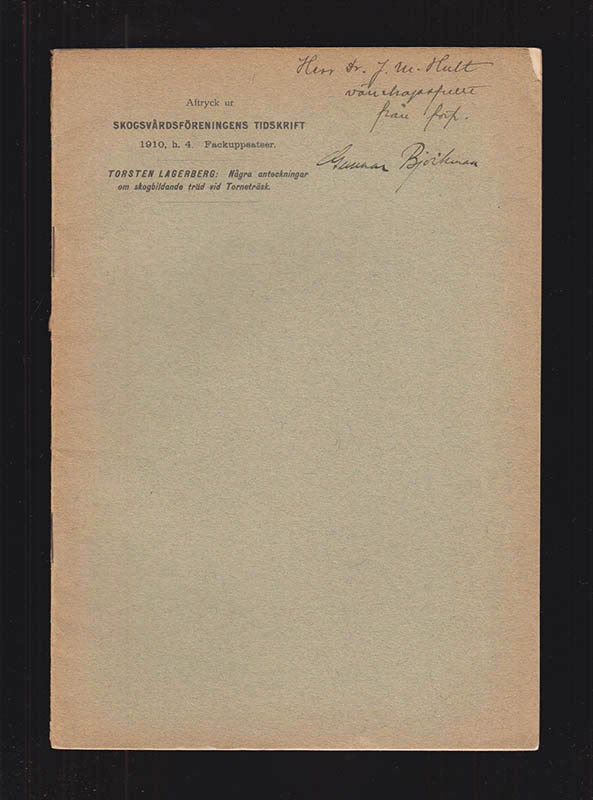 Herr Dr. J. M. Hult
vänskapsfullt
från förf.
Gunnar Björkman
Aftryck ur
SKOGSVÅRDSFÖRENINGENS TIDSKRIFT
1910, h. 4. Fackuppsatser.
TORSTEN LAGERBERG: Några anteckningar
om skogbildande träd vid Torneträsk.